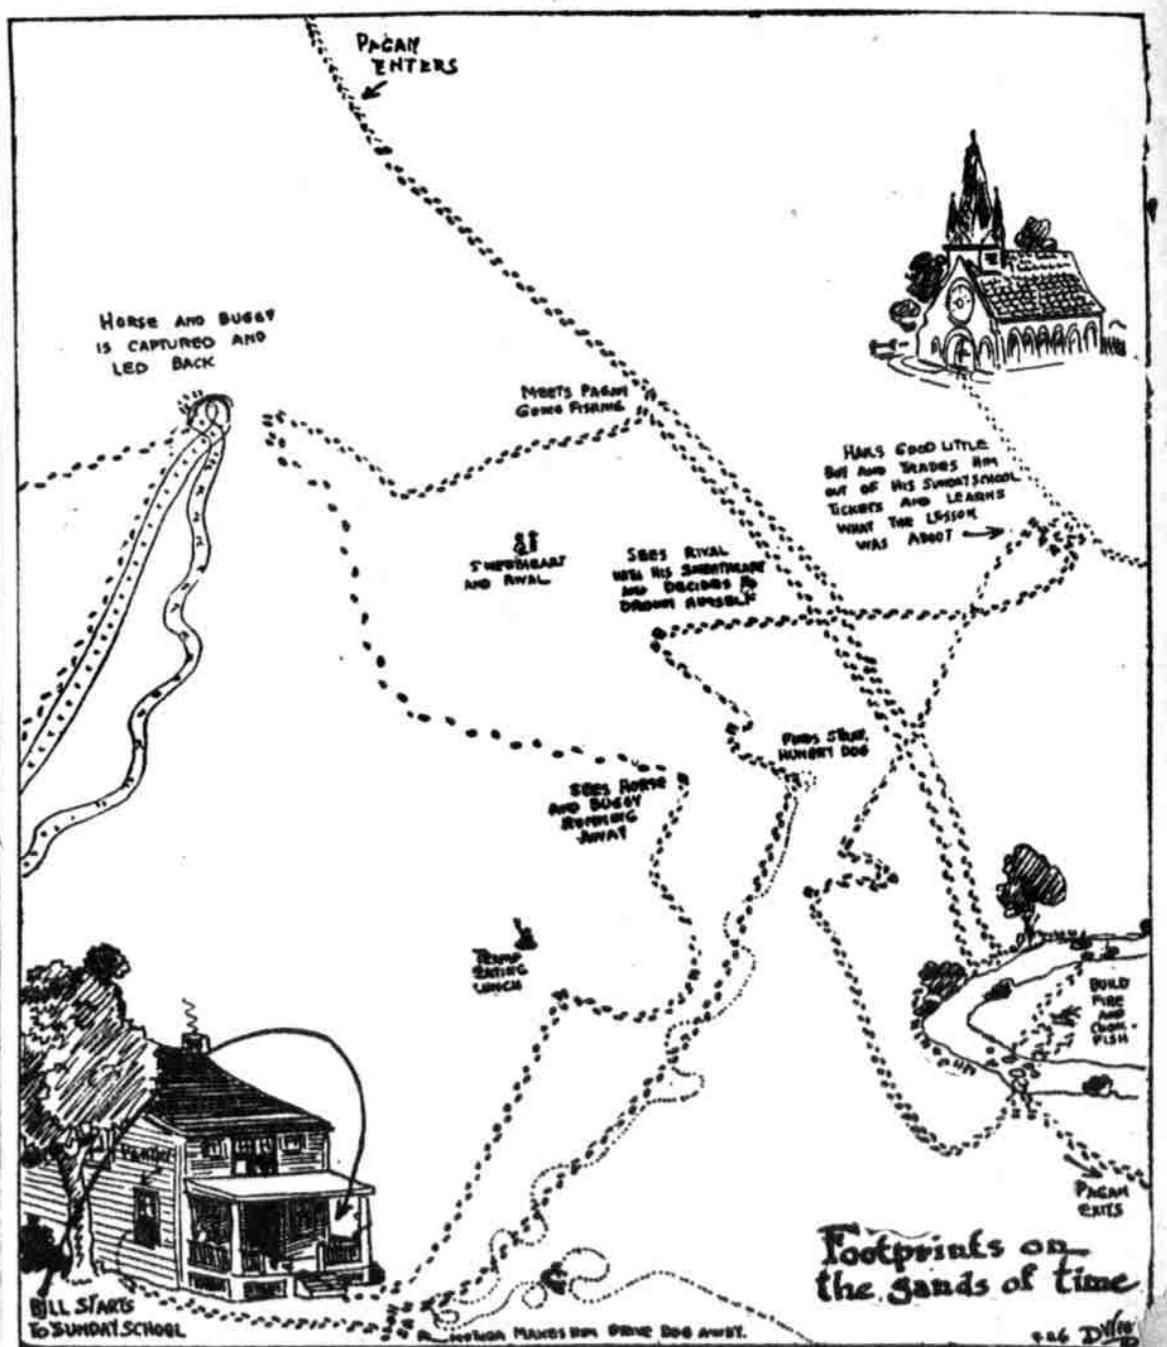 PAGAN
ENTERS
HORSE AND BUGGY
IS CAPTURED AND
LED BACK
MEETS PAGAN
GOING FISHING
HAILS GOOD LITTLE
BOY AND TRADES HIM
OUT OF HIS SUNDAY SCHOOL
TICKETS AND LEARNS
WHAT THE LESSON
WAS ABOUT
SWEETHEART
AND RIVAL
SEES RIVAL
WITH HIS SWEETHEART
AND DECIDES TO
DROWN HIMSELF
FINDS STRAY,
HUNGRY DOG
SEES HORSE
AND BUGGY
RUNNING
AWAY
TRAMP
EATING
LUNCH
BUILD
FIRE
AND
COOK
FISH
PANTRY
PAGAN
EXITS
Footprints on
the sands of time
BILL STARTS
TO SUNDAY SCHOOL
MOTHER MAKES HIM DRIVE DOG AWAY.